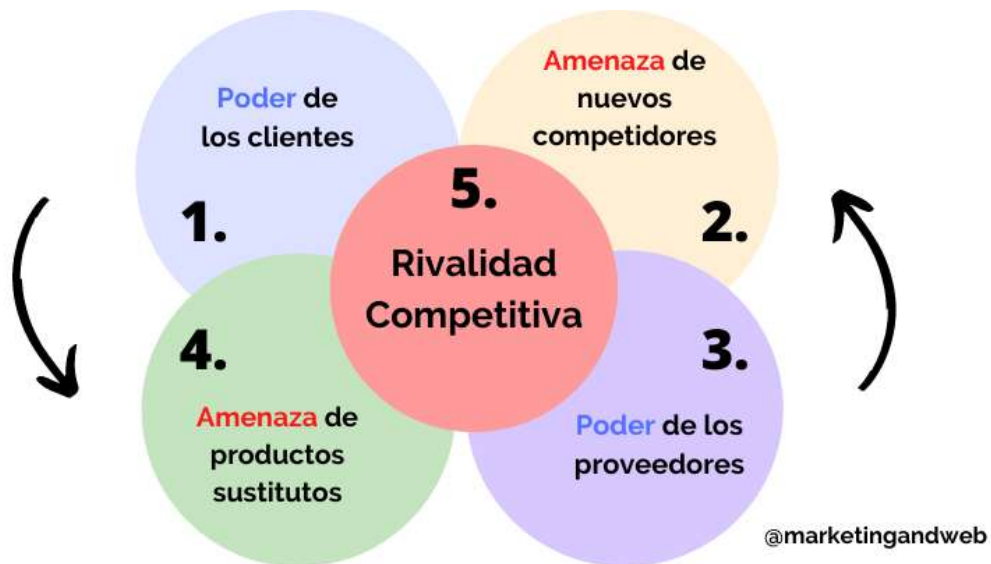 Poder de
los clientes
1.
Amenaza de
nuevos
competidores
2.
5.
Rivalidad
Competitiva
3.
Poder de los
proveedores
4.
Amenaza de
productos
sustitutos
@marketingandweb